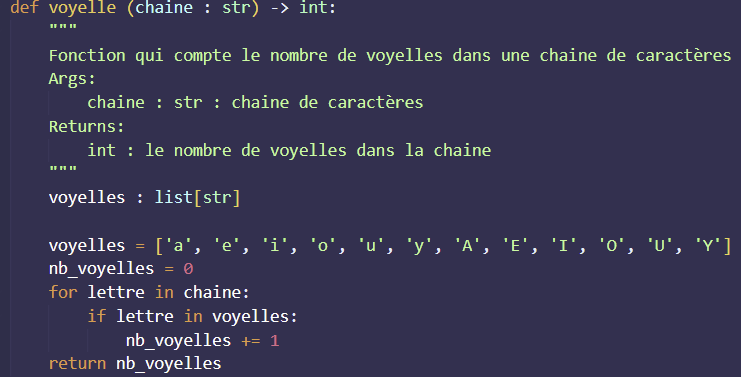 def voyelle (chaine : str) -> int:
    """
    Fonction qui compte le nombre de voyelles dans une chaine de caractères
    Args:
        chaine : str : chaine de caractères
    Returns:
        int : le nombre de voyelles dans la chaine
    """
    voyelles : list[str]

    voyelles = ['a', 'e', 'i', 'o', 'u', 'y', 'A', 'E', 'I', 'O', 'U', 'Y']
    nb_voyelles = 0
    for lettre in chaine:
        if lettre in voyelles:
            nb_voyelles += 1
    return nb_voyelles